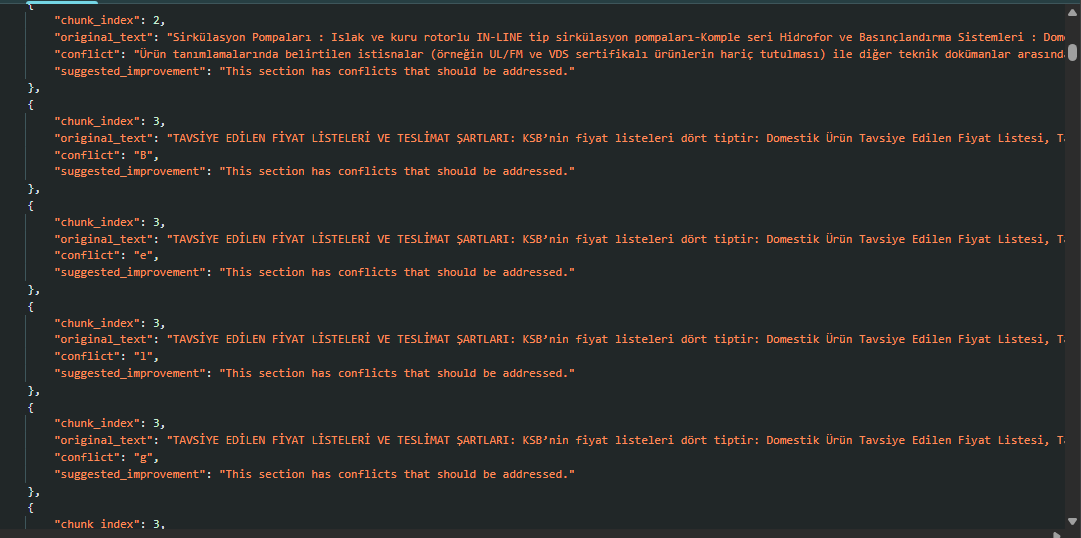 {
"chunk_index": 2,
"original_text": "Sirkülasyon Pompaları : Islak ve kuru rotorlu IN-LINE tip sirkülasyon pompaları-Komple seri Hidrofor ve Basınçlandırma Sistemleri : Dom
"conflict": "Ürün tanımlamalarında belirtilen istisnalar (örneğin UL/FM ve VDS sertifikalı ürünlerin hariç tutulması) ile diğer teknik dokümanlar arasında
"suggested_improvement": "This section has conflicts that should be addressed."
},
{
"chunk_index": 3,
"original_text": "TAVSİYE EDİLEN FİYAT LİSTELERİ VE TESLİMAT ŞARTLARI: KSB’nin fiyat listeleri dört tiptir: Domestik Ürün Tavsiye Edilen Fiyat Listesi, Ta
"conflict": "B",
"suggested_improvement": "This section has conflicts that should be addressed."
},
{
"chunk_index": 3,
"original_text": "TAVSİYE EDİLEN FİYAT LİSTELERİ VE TESLİMAT ŞARTLARI: KSB’nin fiyat listeleri dört tiptir: Domestik Ürün Tavsiye Edilen Fiyat Listesi, Ta
"conflict": "e",
"suggested_improvement": "This section has conflicts that should be addressed."
},
{
"chunk_index": 3,
"original_text": "TAVSİYE EDİLEN FİYAT LİSTELERİ VE TESLİMAT ŞARTLARI: KSB’nin fiyat listeleri dört tiptir: Domestik Ürün Tavsiye Edilen Fiyat Listesi, Ta
"conflict": "l",
"suggested_improvement": "This section has conflicts that should be addressed."
},
{
"chunk_index": 3,
"original_text": "TAVSİYE EDİLEN FİYAT LİSTELERİ VE TESLİMAT ŞARTLARI: KSB’nin fiyat listeleri dört tiptir: Domestik Ürün Tavsiye Edilen Fiyat Listesi, Ta
"conflict": "g",
"suggested_improvement": "This section has conflicts that should be addressed."
},
{
"chunk_index": 3,